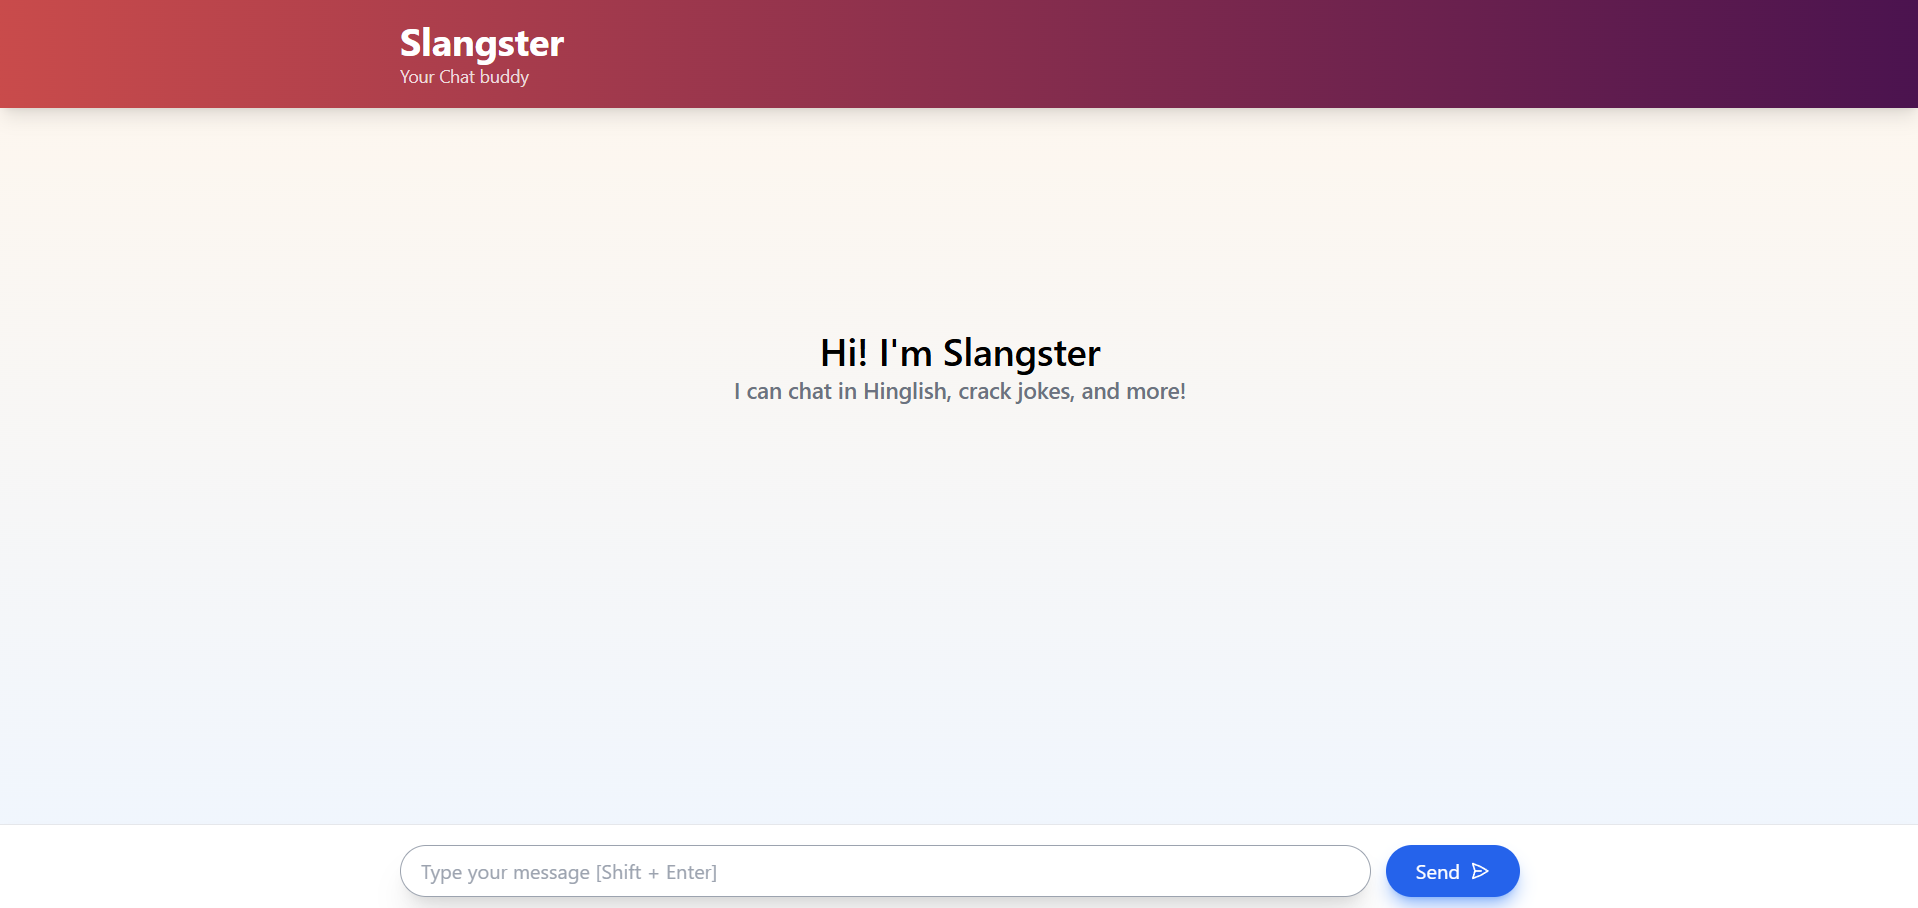 Slangster
Your Chat buddy
Hi! I'm Slangster
I can chat in Hinglish, crack jokes, and more!
Type your message [Shift + Enter]
Send